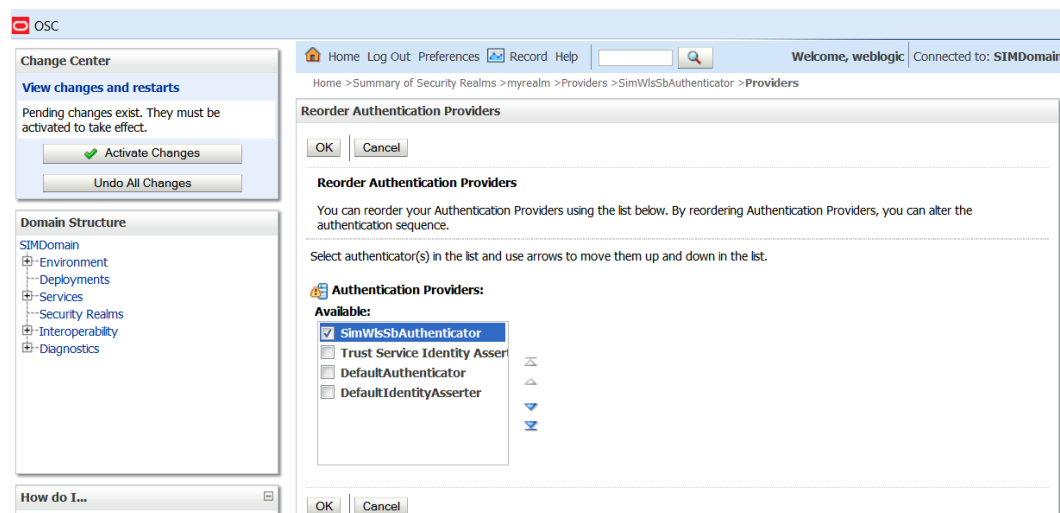 OSC
Change Center
View changes and restarts
Pending changes exist. They must be
activated to take effect.
Activate Changes
Undo All Changes
Domain Structure
SIMDomain
Environment
Deployments
Services
Security Realms
Interoperability
Diagnostics
How do I...
Home Log Out Preferences Record Help
Welcome, weblogic Connected to: SIMDomain
Home >Summary of Security Realms >myrealm >Providers >SimWlsSbAuthenticator >Providers
Reorder Authentication Providers
OK Cancel
Reorder Authentication Providers
You can reorder your Authentication Providers using the list below. By reordering Authentication Providers, you can alter the
authentication sequence.
Select authenticator(s) in the list and use arrows to move them up and down in the list.
Authentication Providers:
Available:
SimWlsSbAuthenticator
Trust Service Identity Assert
DefaultAuthenticator
DefaultIdentityAsserter
OK Cancel